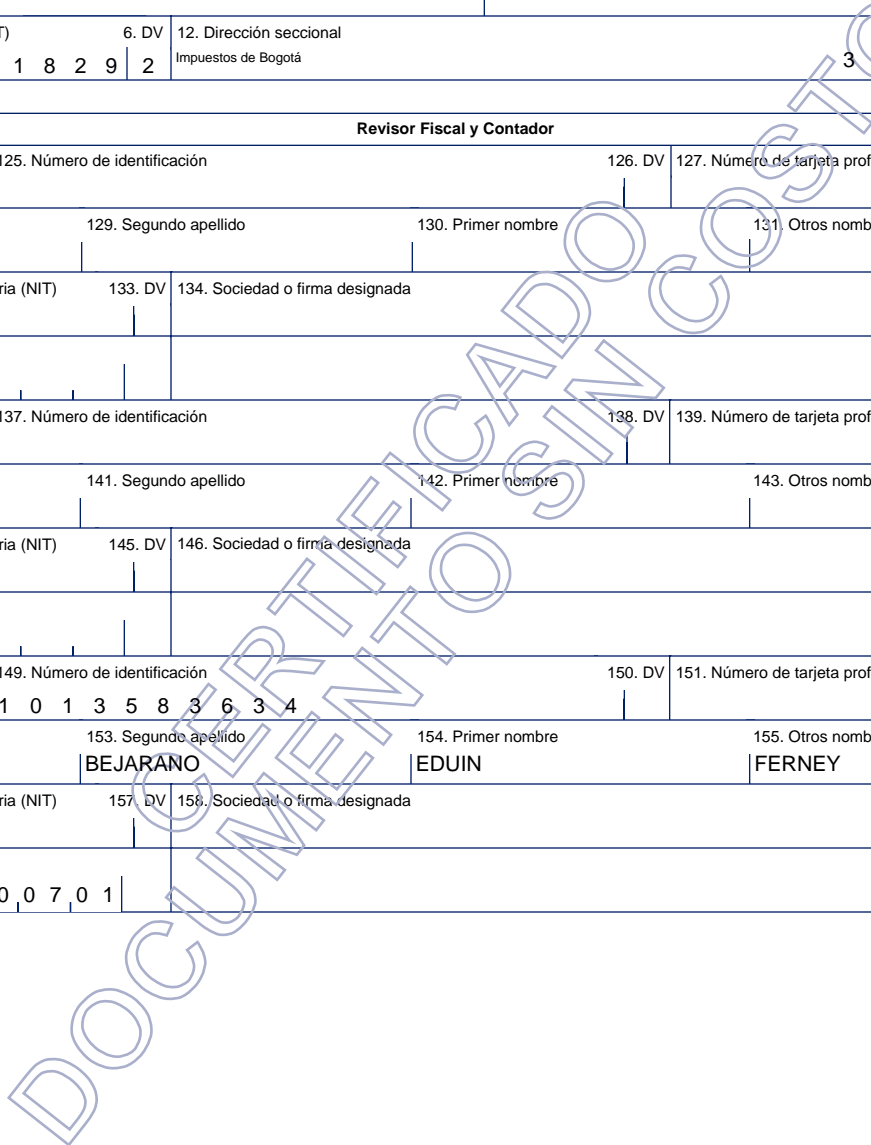 T) 6. DV 12. Dirección seccional
1 8 2 9 2 Impuestos de Bogotá 3
Revisor Fiscal y Contador
125. Número de identificación 126. DV 127. Número de tarjeta prof
129. Segundo apellido 130. Primer nombre 131. Otros nomb
ria (NIT) 133. DV 134. Sociedad o firma designada
137. Número de identificación 138. DV 139. Número de tarjeta prof
141. Segundo apellido 142. Primer nombre 143. Otros nomb
ria (NIT) 145. DV 146. Sociedad o firma designada
149. Número de identificación 150. DV 151. Número de tarjeta prof
1 0 1 3 5 8 3 6 3 4
153. Segundo apellido 154. Primer nombre 155. Otros nomb
BEJARANO EDUIN FERNEY
ria (NIT) 157. DV 158. Sociedad o firma designada
0 0 7 0 1
CERTIFICADO
DOCUMENTO SIN COSTO